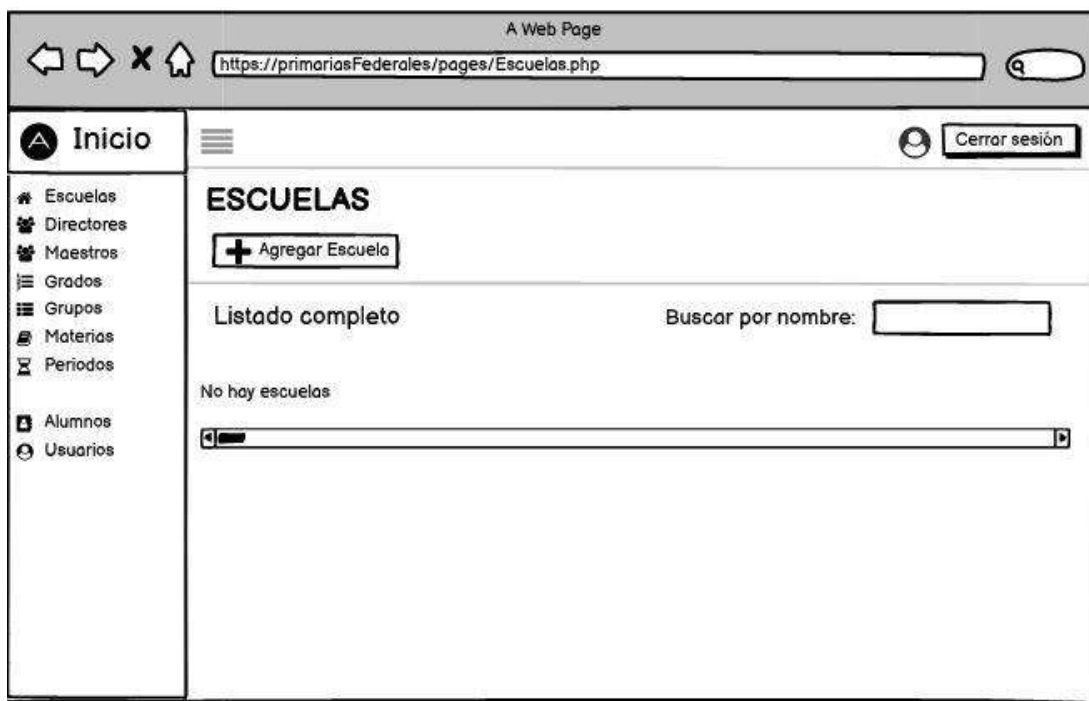 A Web Page
https://primariasFederales/pages/Escuelas.php
A Inicio
Cerrar sesión
Escuelas
Directores
Maestros
Grados
Grupos
Materias
Periodos
Alumnos
Usuarios
ESCUELAS
Agregar Escuela
Listado completo
Buscar por nombre:
No hay escuelas